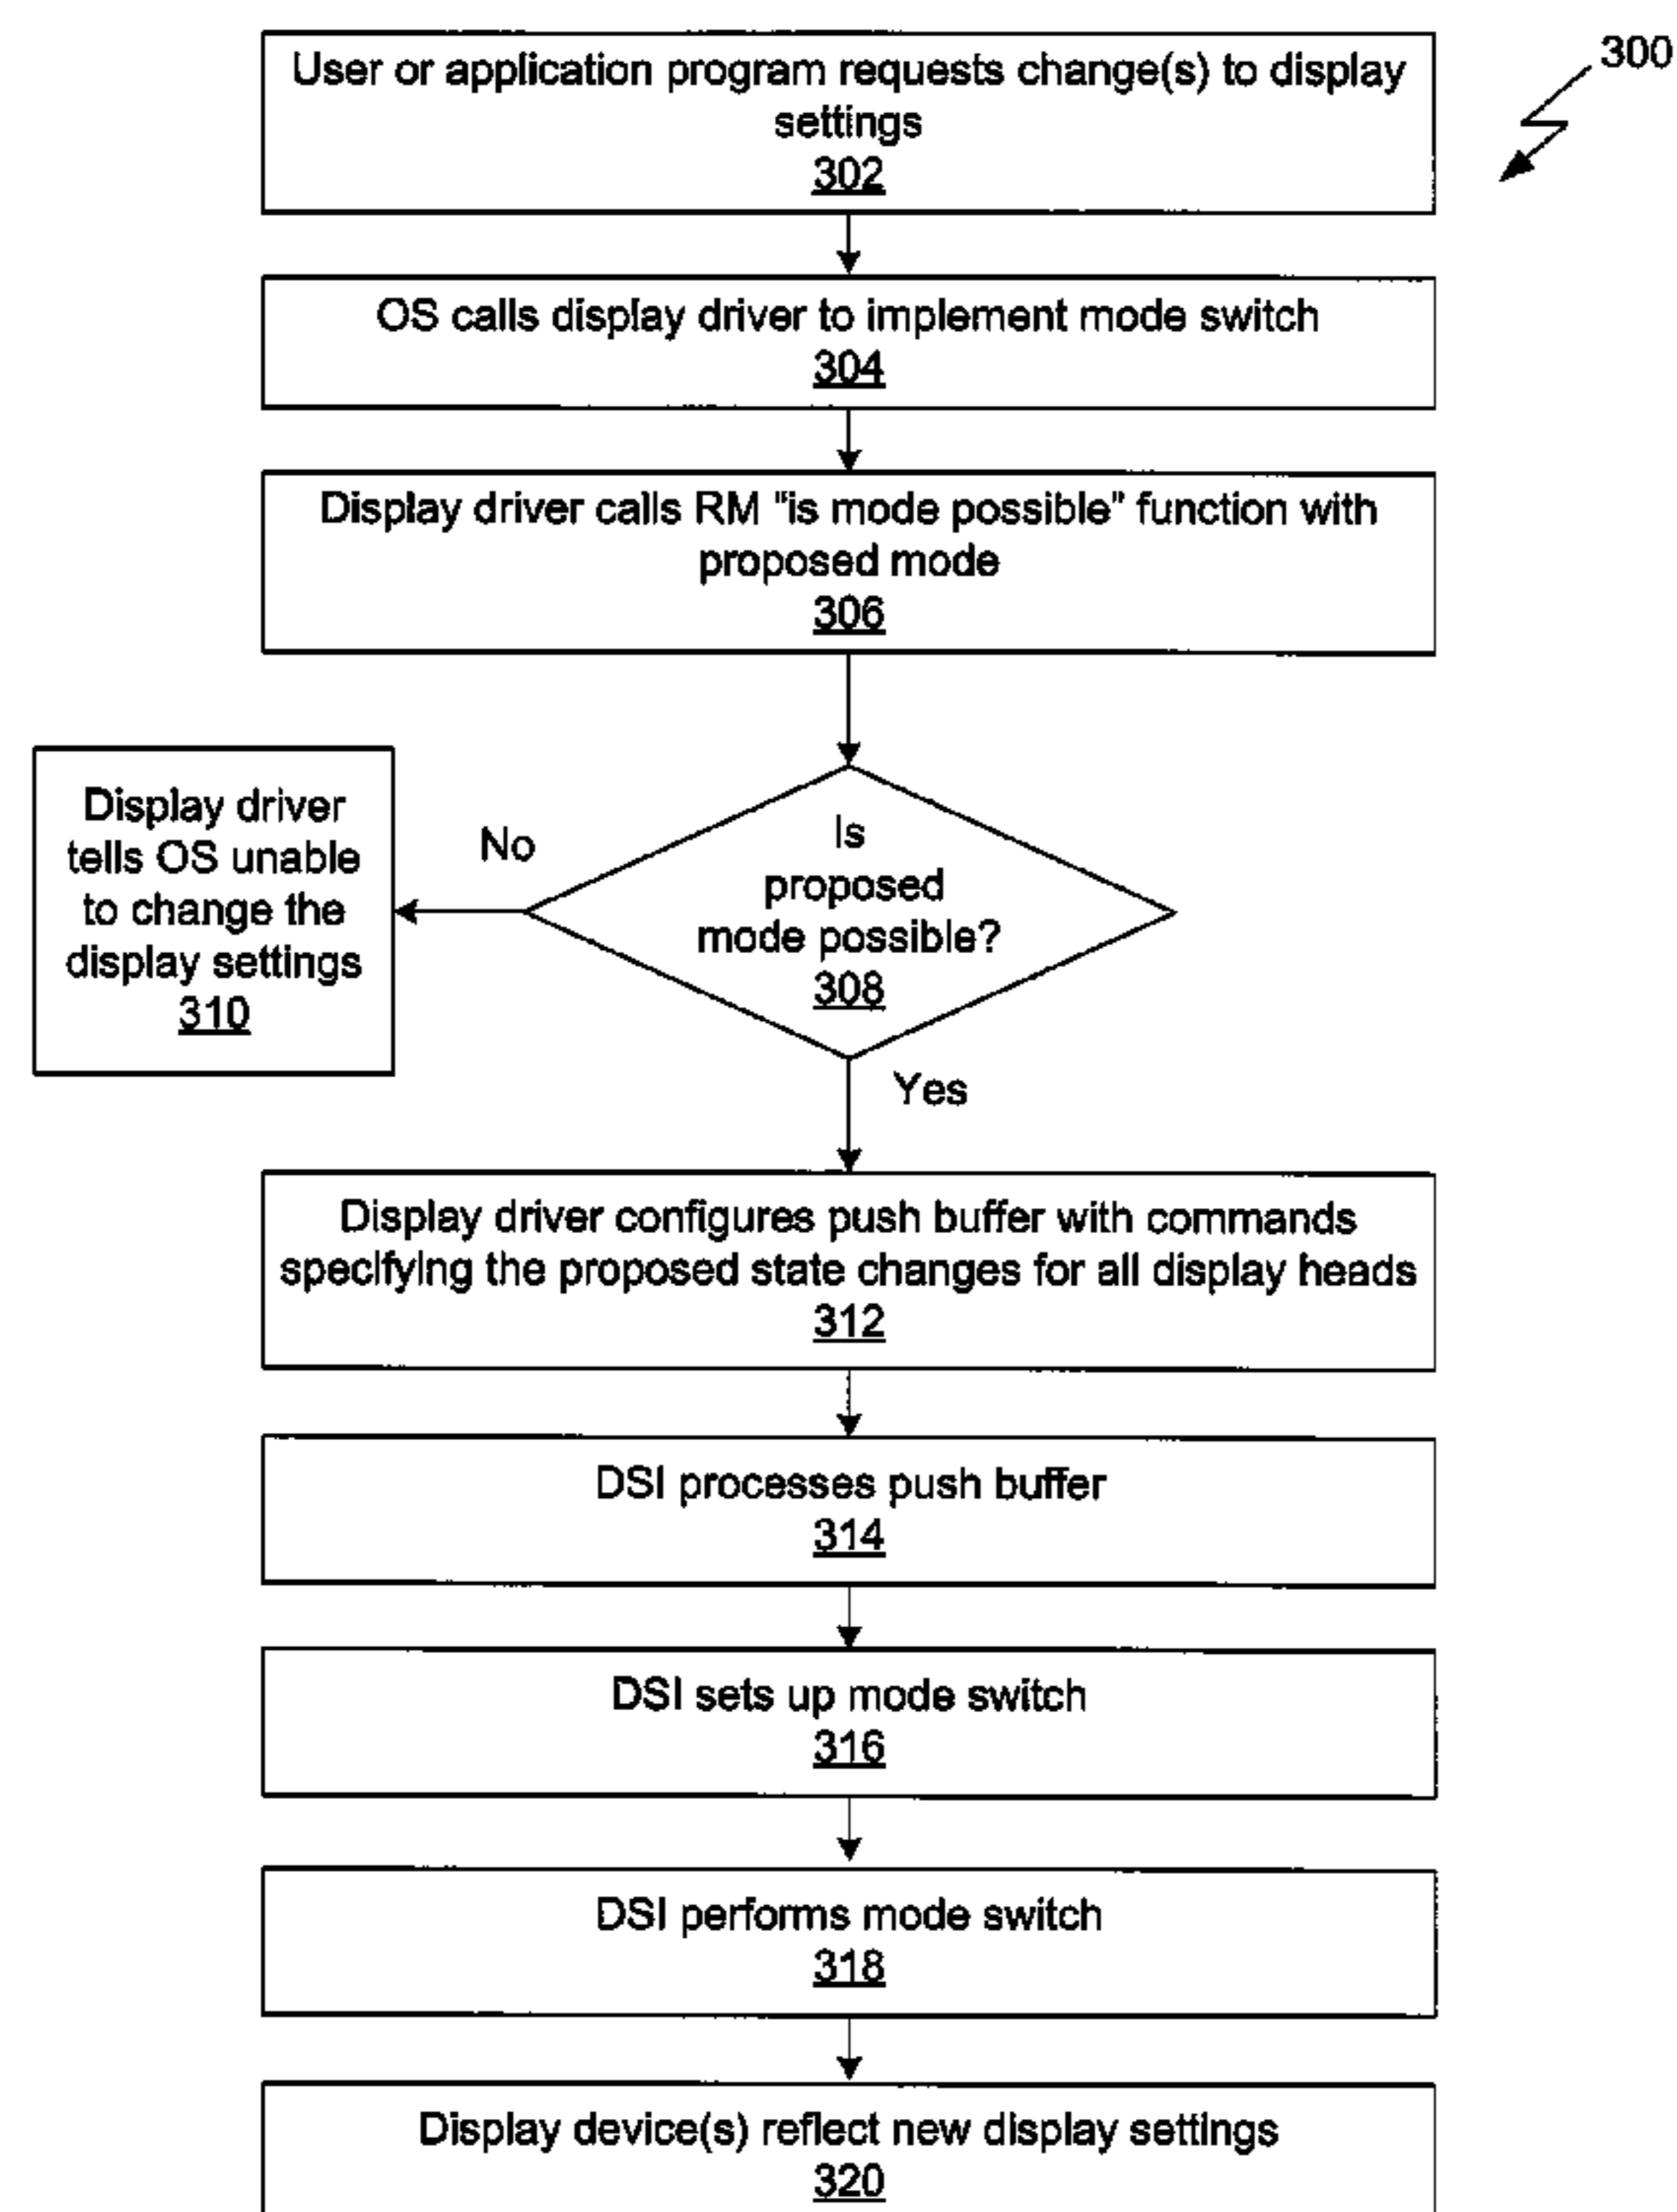 User or application program requests change(s) to display
settings
302
300
OS calls display driver to implement mode switch
304
Display driver calls RM "is mode possible" function with
proposed mode
306
Display driver
tells OS unable
to change the
display settings
310
No
Is
proposed
mode possible?
308
Yes
Display driver configures push buffer with commands
specifying the proposed state changes for all display heads
312
DSI processes push buffer
314
DSI sets up mode switch
316
DSI performs mode switch
318
Display device(s) reflect new display settings
320